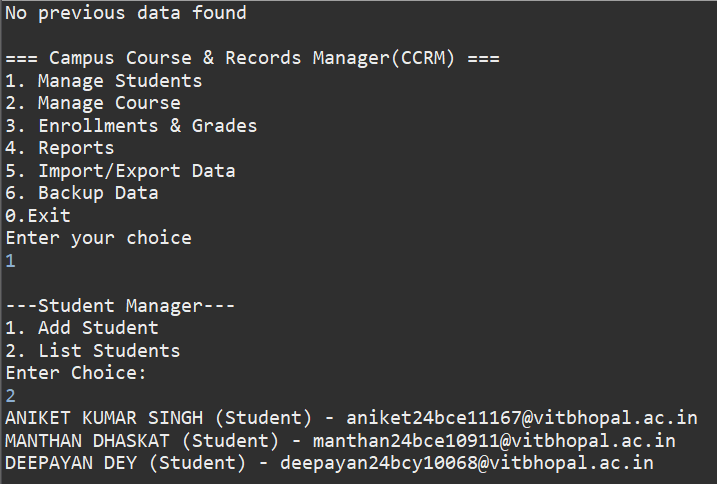 No previous data found
=== Campus Course & Records Manager(CCRM) ===
1. Manage Students
2. Manage Course
3. Enrollments & Grades
4. Reports
5. Import/Export Data
6. Backup Data
0.Exit
Enter your choice
1
---Student Manager---
1. Add Student
2. List Students
Enter Choice:
2
ANIKET KUMAR SINGH (Student) - aniket24bce11167@vitbhopal.ac.in
MANTHAN DHASKAT (Student) - manthan24bce10911@vitbhopal.ac.in
DEEPAYAN DEY (Student) - deepayan24bcy10068@vitbhopal.ac.in